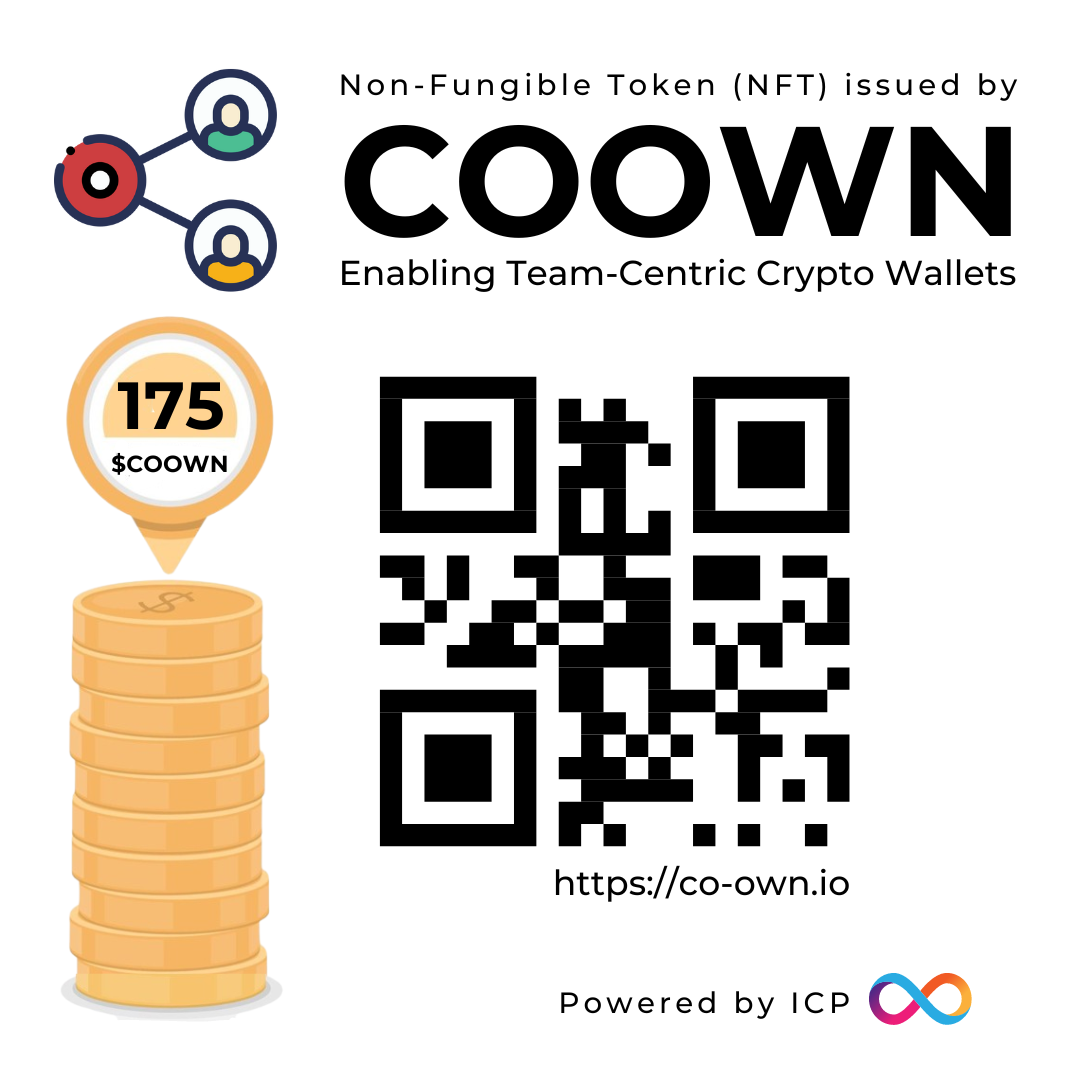 Non-Fungible Token (NFT) issued by
COOWN
Enabling Team-Centric Crypto Wallets
175
$COOWN
$
https://co-own.io
Powered by ICP